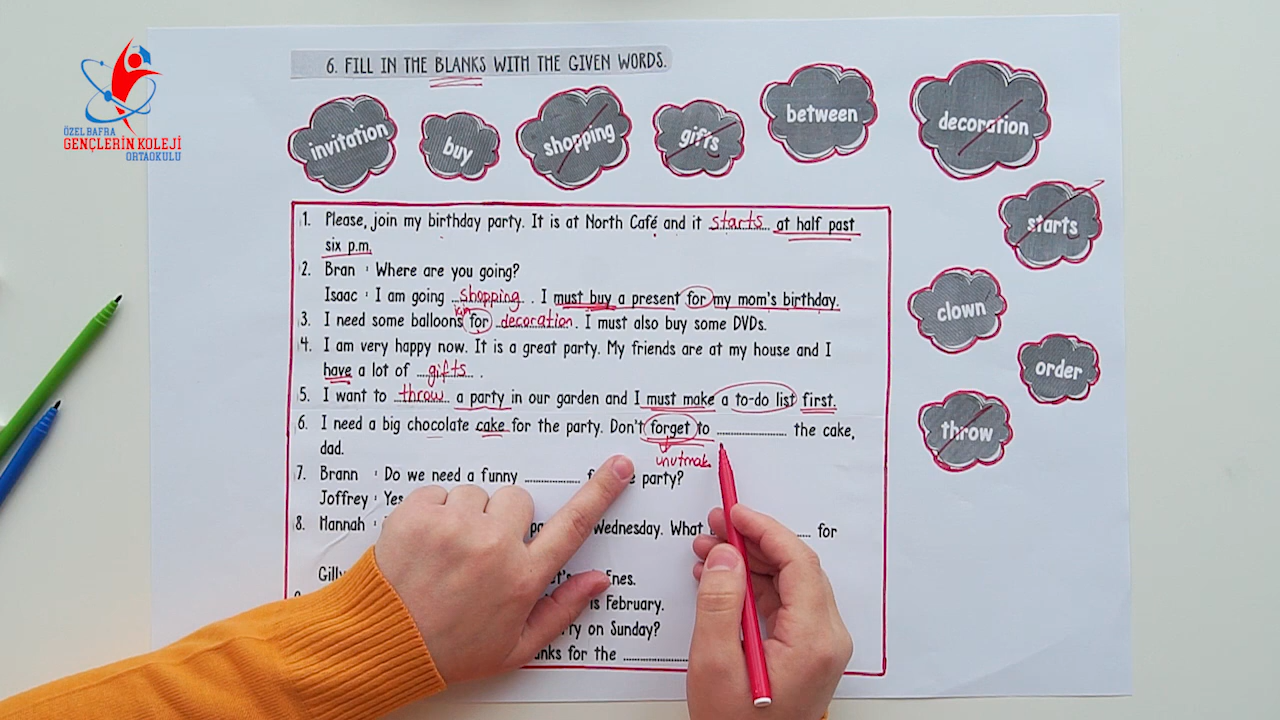 ÖZEL BAFRA
GENÇLERİN KOLEJİ
ORTAOKULU
6. FILL IN THE BLANKS WITH THE GIVEN WORDS.
invitation
buy
shopping
gifts
between
decoration
starts
clown
order
throw
1. Please, join my birthday party. It is at North Café and it starts at half past
six p.m.
2. Bran : Where are you going?
Isaac : I am going shopping . I must buy a present for my mom's birthday.
için
3. I need some balloons for decoration. I must also buy some DVDs.
4. I am very happy now. It is a great party. My friends are at my house and I
have a lot of gifts .
5. I want to throw a party in our garden and I must make a to-do list first.
6. I need a big chocolate cake for the party. Don't forget to .................. the cake,
dad.
unutmak
7. Brann : Do we need a funny .............. party?
Joffrey : Yes
8. Hannah : Wednesday. What for
Gilly Enes.
is February.
on Sunday?
for the ..................